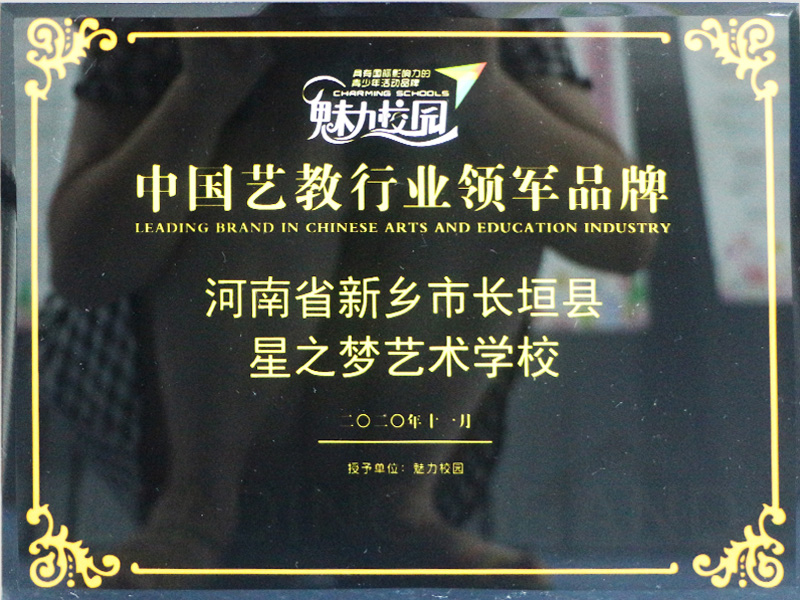 具有国际影响力的
青少年活动品牌
CHARMING SCHOOLS
魅力校园
中国艺教行业领军品牌
LEADING BRAND IN CHINESE ARTS AND EDUCATION INDUSTRY
河南省新乡市长垣县
星之梦艺术学校
二〇二〇年十一月
授予单位：魅力校园